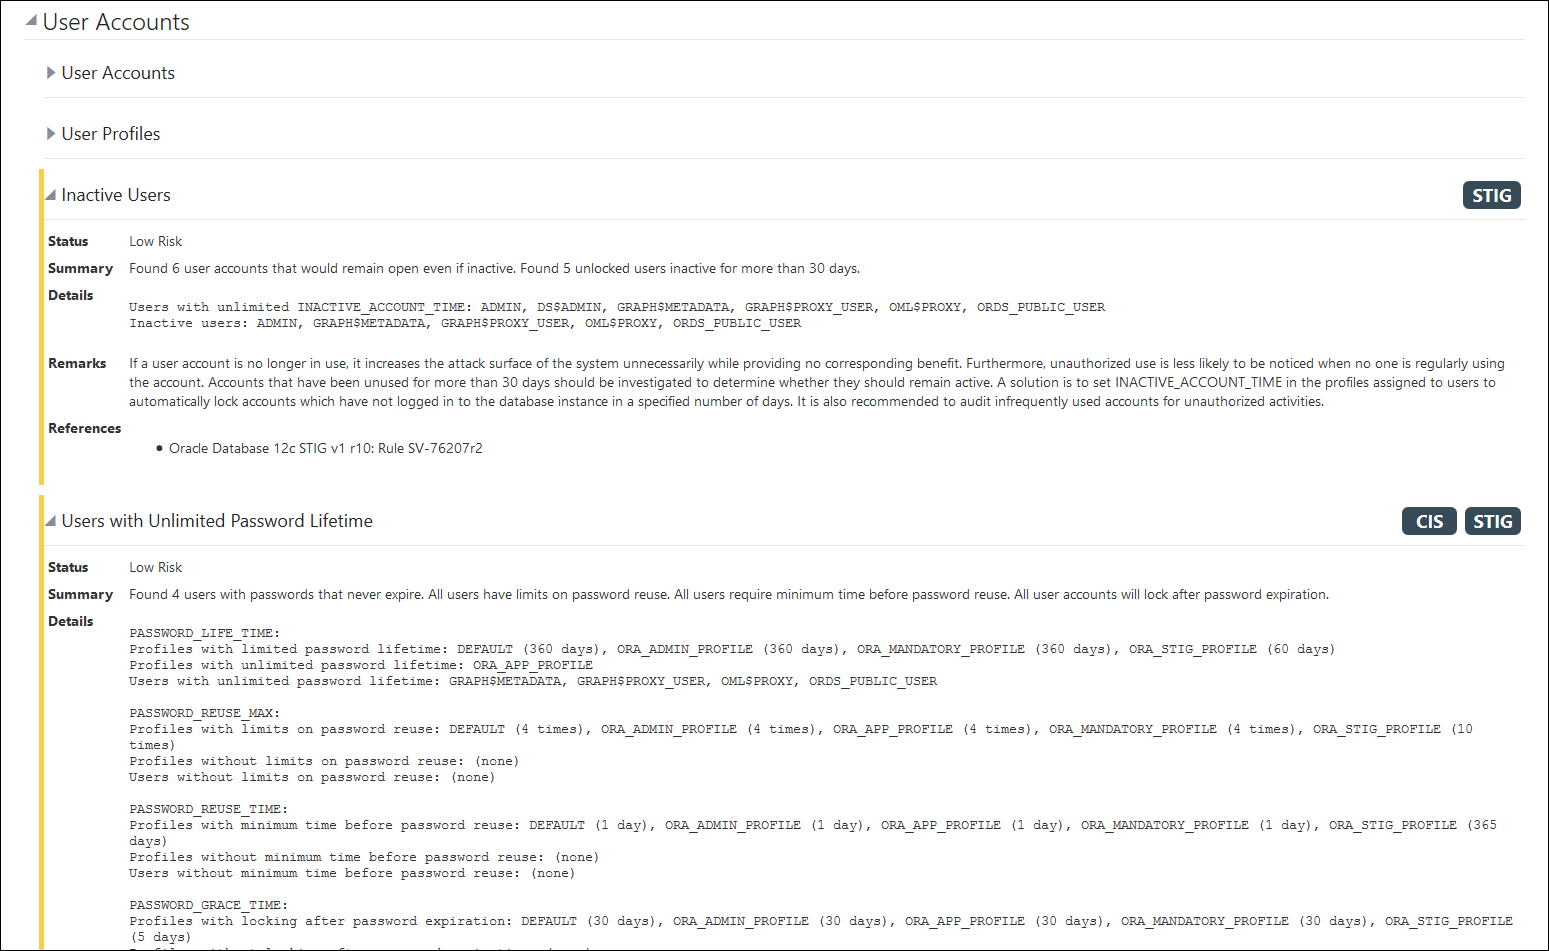 User Accounts
User Accounts
User Profiles
Inactive Users
STIG
Status Low Risk
Summary Found 6 user accounts that would remain open even if inactive. Found 5 unlocked users inactive for more than 30 days.
Details
Users with unlimited INACTIVE_ACCOUNT_TIME: ADMIN, DS$ADMIN, GRAPH$METADATA, GRAPH$PROXY_USER, OML$PROXY, ORDS_PUBLIC_USER
Inactive users: ADMIN, GRAPH$METADATA, GRAPH$PROXY_USER, OML$PROXY, ORDS_PUBLIC_USER
Remarks If a user account is no longer in use, it increases the attack surface of the system unnecessarily while providing no corresponding benefit. Furthermore, unauthorized use is less likely to be noticed when no one is regularly using
the account. Accounts that have been unused for more than 30 days should be investigated to determine whether they should remain active. A solution is to set INACTIVE_ACCOUNT_TIME in the profiles assigned to users to
automatically lock accounts which have not logged in to the database instance in a specified number of days. It is also recommended to audit infrequently used accounts for unauthorized activities.
References
• Oracle Database 12c STIG v1 r10: Rule SV-76207r2
Users with Unlimited Password Lifetime
CIS STIG
Status Low Risk
Summary Found 4 users with passwords that never expire. All users have limits on password reuse. All users require minimum time before password reuse. All user accounts will lock after password expiration.
Details
PASSWORD_LIFE_TIME:
Profiles with limited password lifetime: DEFAULT (360 days), ORA_ADMIN_PROFILE (360 days), ORA_MANDATORY_PROFILE (360 days), ORA_STIG_PROFILE (60 days)
Profiles with unlimited password lifetime: ORA_APP_PROFILE
Users with unlimited password lifetime: GRAPH$METADATA, GRAPH$PROXY_USER, OML$PROXY, ORDS_PUBLIC_USER
PASSWORD_REUSE_MAX:
Profiles with limits on password reuse: DEFAULT (4 times), ORA_ADMIN_PROFILE (4 times), ORA_APP_PROFILE (4 times), ORA_MANDATORY_PROFILE (4 times), ORA_STIG_PROFILE (10
times)
Profiles without limits on password reuse: (none)
Users without limits on password reuse: (none)
PASSWORD_REUSE_TIME:
Profiles with minimum time before password reuse: DEFAULT (1 day), ORA_ADMIN_PROFILE (1 day), ORA_APP_PROFILE (1 day), ORA_MANDATORY_PROFILE (1 day), ORA_STIG_PROFILE (365
days)
Profiles without minimum time before password reuse: (none)
Users without minimum time before password reuse: (none)
PASSWORD_GRACE_TIME:
Profiles with locking after password expiration: DEFAULT (30 days), ORA_ADMIN_PROFILE (30 days), ORA_APP_PROFILE (30 days), ORA_MANDATORY_PROFILE (30 days), ORA_STIG_PROFILE
(5 days)